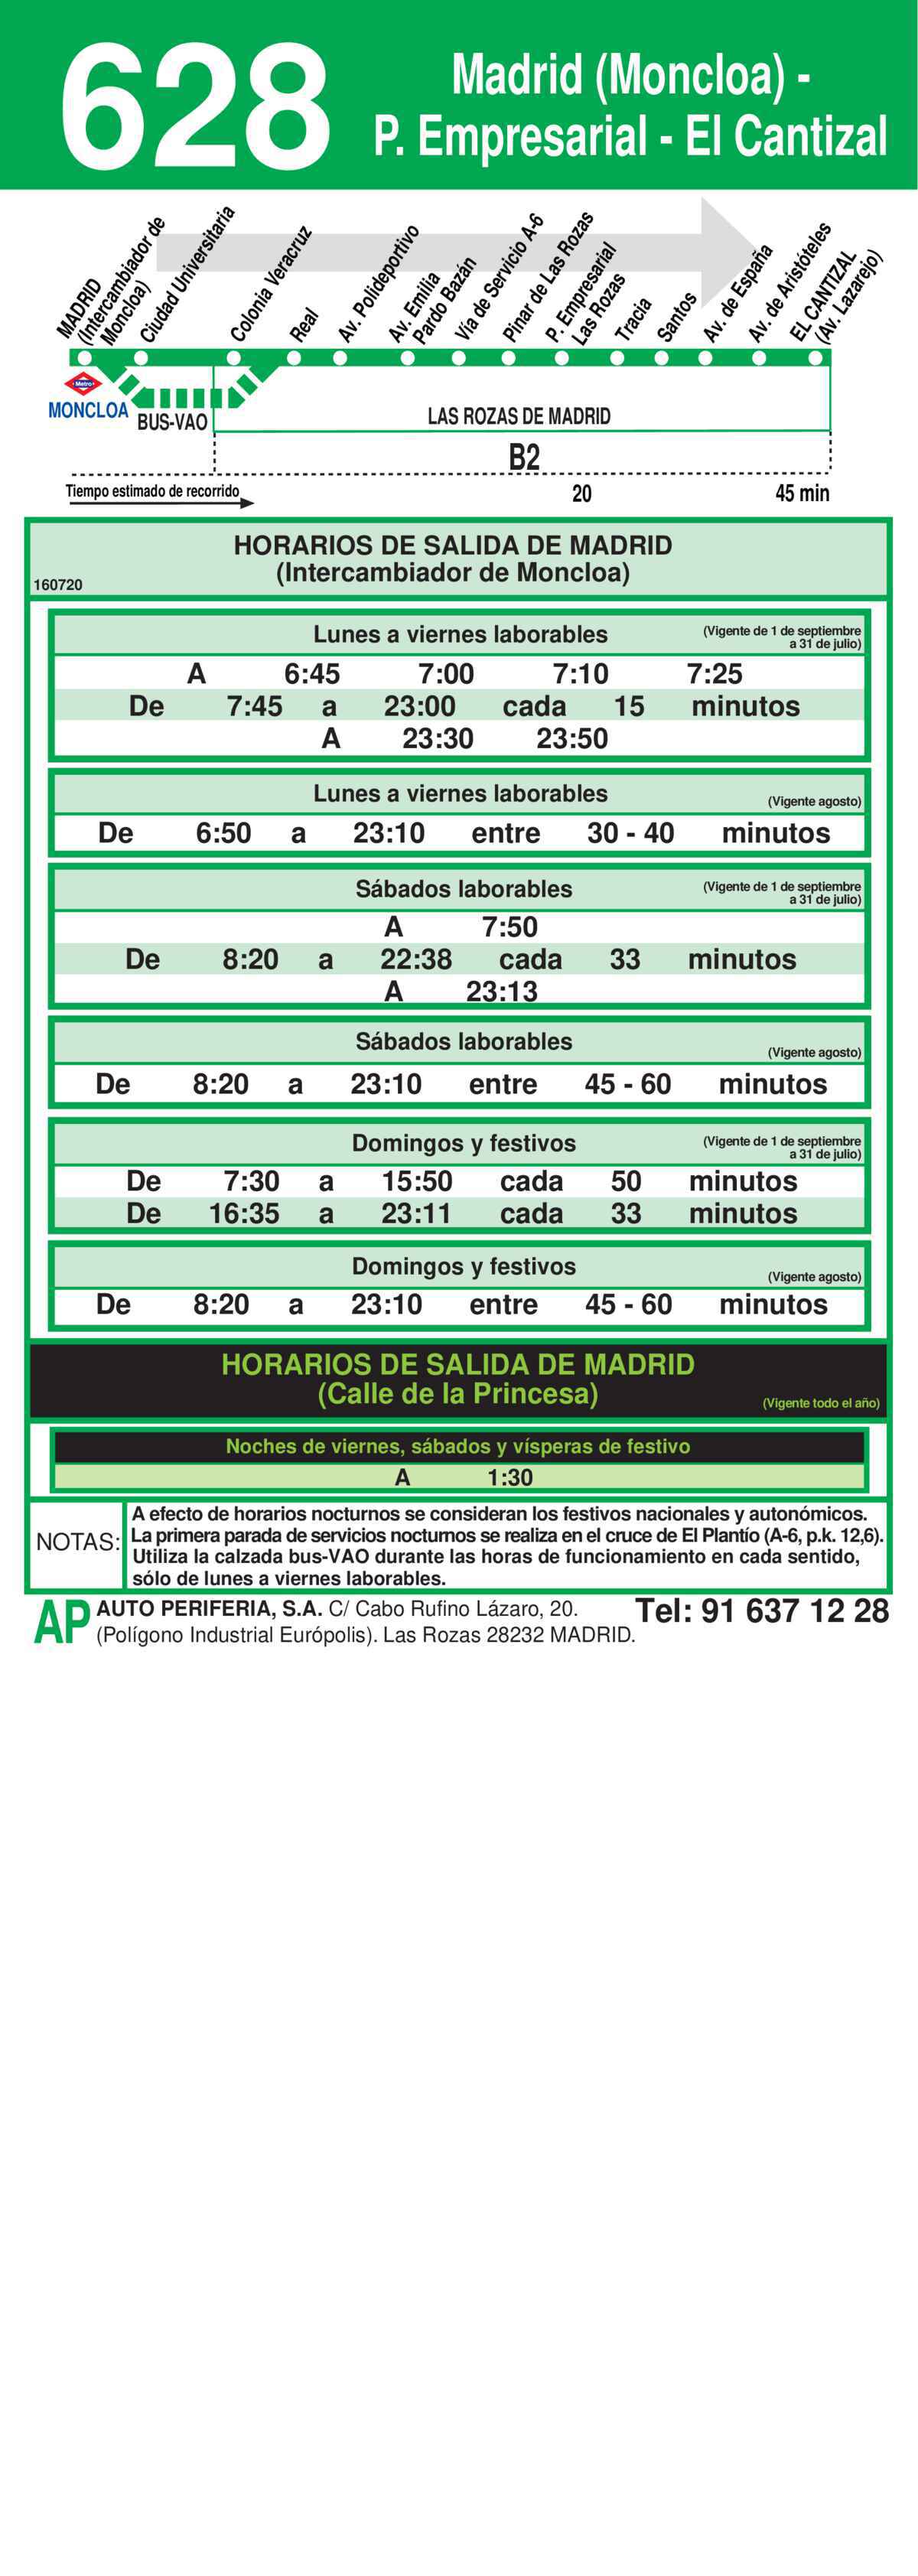 628
Madrid (Moncloa) -
P. Empresarial - El Cantizal
MADRID
(Intercambiador de
Moncloa)
Ciudad Universitaria
Colonia Veracruz
Real
Av. Polideportivo
Av. Emilia
Pardo Bazán
Vía de Servicio A-6
Pinar de Las Rozas
P. Empresarial
Las Rozas
Tracia
Santos
Av. de España
Av. de Aristóteles
EL CANTIZAL
(Av. Lazarejo)
Metro
MONCLOA
BUS-VAO
LAS ROZAS DE MADRID
B2
Tiempo estimado de recorrido
20
45 min
HORARIOS DE SALIDA DE MADRID
(Intercambiador de Moncloa)
160720
Lunes a viernes laborables
(Vigente de 1 de septiembre
a 31 de julio)
A 6:45 7:00 7:10 7:25
De 7:45 a 23:00 cada 15 minutos
A 23:30 23:50
Lunes a viernes laborables
(Vigente agosto)
De 6:50 a 23:10 entre 30 - 40 minutos
Sábados laborables
(Vigente de 1 de septiembre
a 31 de julio)
A 7:50
De 8:20 a 22:38 cada 33 minutos
A 23:13
Sábados laborables
(Vigente agosto)
De 8:20 a 23:10 entre 45 - 60 minutos
Domingos y festivos
(Vigente de 1 de septiembre
a 31 de julio)
De 7:30 a 15:50 cada 50 minutos
De 16:35 a 23:11 cada 33 minutos
Domingos y festivos
(Vigente agosto)
De 8:20 a 23:10 entre 45 - 60 minutos
HORARIOS DE SALIDA DE MADRID
(Calle de la Princesa)
(Vigente todo el año)
Noches de viernes, sábados y vísperas de festivo
A 1:30
NOTAS:
A efecto de horarios nocturnos se consideran los festivos nacionales y autonómicos.
La primera parada de servicios nocturnos se realiza en el cruce de El Plantío (A-6, p.k. 12,6).
Utiliza la calzada bus-VAO durante las horas de funcionamiento en cada sentido,
sólo de lunes a viernes laborables.
AP
AUTO PERIFERIA, S.A. C/ Cabo Rufino Lázaro, 20.
(Polígono Industrial Európolis). Las Rozas 28232 MADRID.
Tel: 91 637 12 28